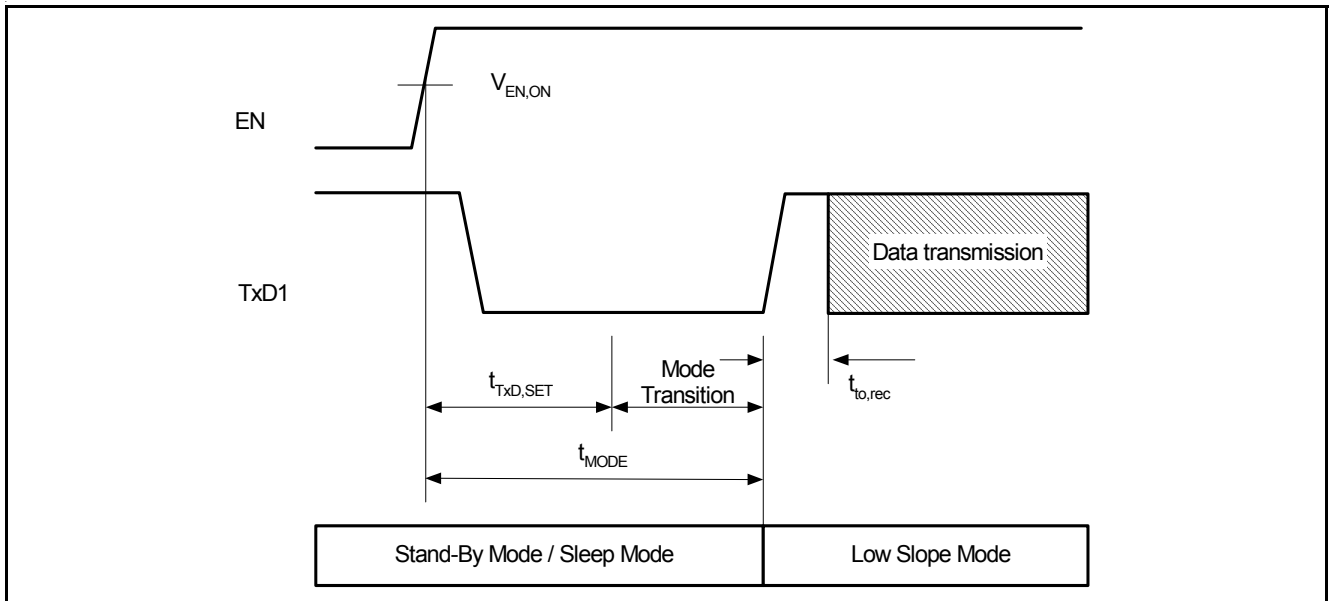 V_EN,ON
EN
TxD1
Data transmission
Mode
Transition
t_TxD,SET
t_to,rec
t_MODE
Stand-By Mode / Sleep Mode
Low Slope Mode